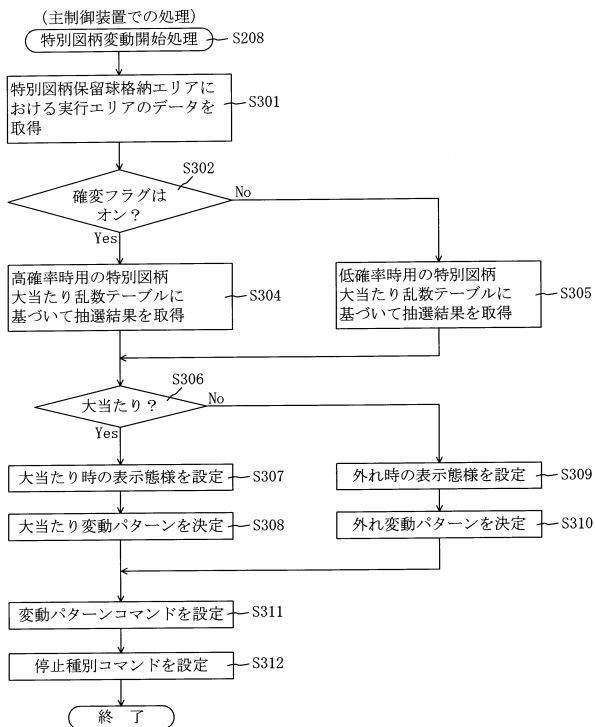 (主制御装置での処理)
特別図柄変動開始処理
S208
特別図柄保留球格納エリアに
おける実行エリアのデータを
取得
S301
S302
確変フラグは
オン?
No
Yes
高確率時用の特別図柄
大当たり乱数テーブルに
基づいて抽選結果を取得
S304
低確率時用の特別図柄
大当たり乱数テーブルに
基づいて抽選結果を取得
S305
S306
大当たり?
No
Yes
大当たり時の表示態様を設定
S307
外れ時の表示態様を設定
S309
大当たり変動パターンを決定
S308
外れ変動パターンを決定
S310
変動パターンコマンドを設定
S311
停止種別コマンドを設定
S312
終 了